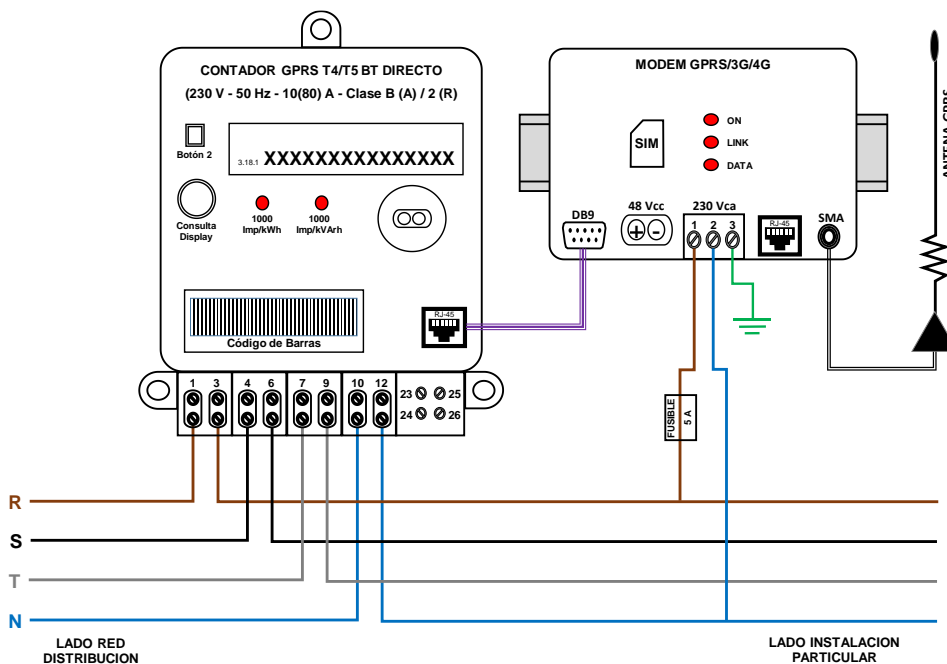 CONTADOR GPRS T4/T5 BT DIRECTO
(230 V - 50 Hz - 10(80) A - Clase B (A) / 2 (R)
Botón 2
3.18.1 XXXXXXXXXXXXXXX
Consulta
Display
1000
Imp/kWh
1000
Imp/kVArh
RJ-45
Código de Barras
1 3 4 6 7 9 10 12
23 25
24 26
MODEM GPRS/3G/4G
SIM
ON
LINK
DATA
DB9
48 Vcc
230 Vca
1 2 3
RJ-45
SMA
ANTENA GPRS
FUSIBLE
5 A
R
S
T
N
LADO RED
DISTRIBUCION
LADO INSTALACION
PARTICULAR